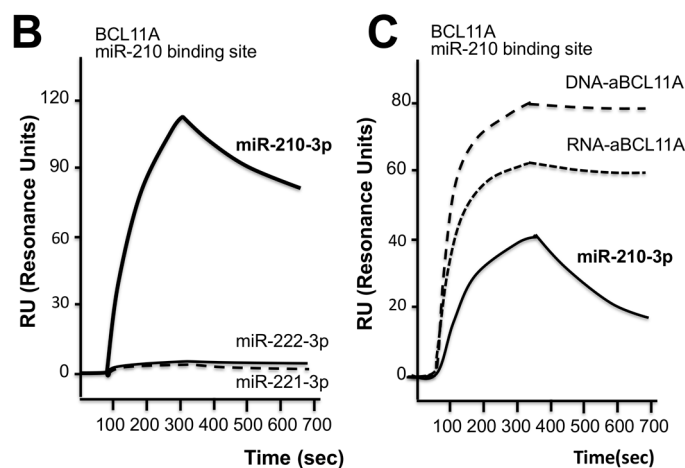 B
BCL11A
miR-210 binding site
RU (Resonance Units)
120
90
60
30
0
miR-210-3p
miR-222-3p
miR-221-3p
100 200 300 400 500 600 700
Time (sec)
C
BCL11A
miR-210 binding site
RU (Resonance Units)
80
60
40
20
0
DNA-aBCL11A
RNA-aBCL11A
miR-210-3p
100 200 300 400 500 600 700
Time(sec)